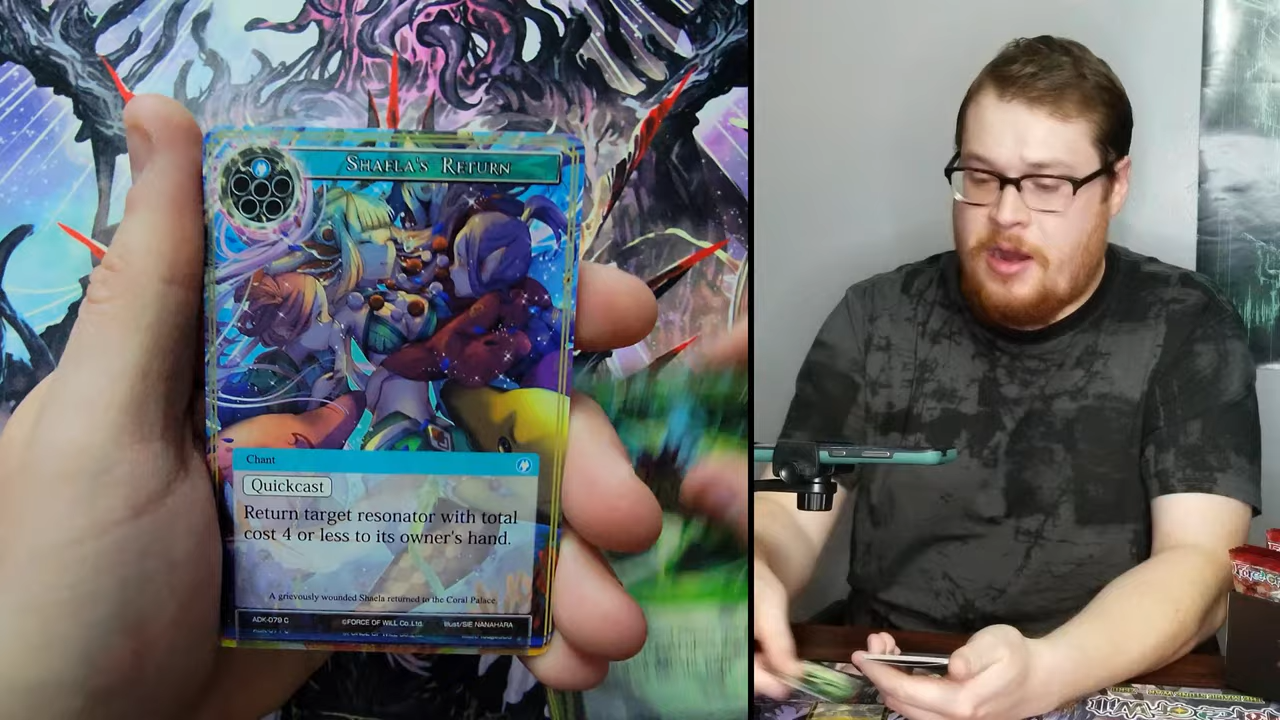 Shaela's Return
Chant
Quickcast
Return target resonator with total
cost 4 or less to its owner's hand.
A grievously wounded Shaela returned to the Coral Palace.
ADK-079 C ©FORCE OF WILL Co.,Ltd. Illust/SIE NANAHARA